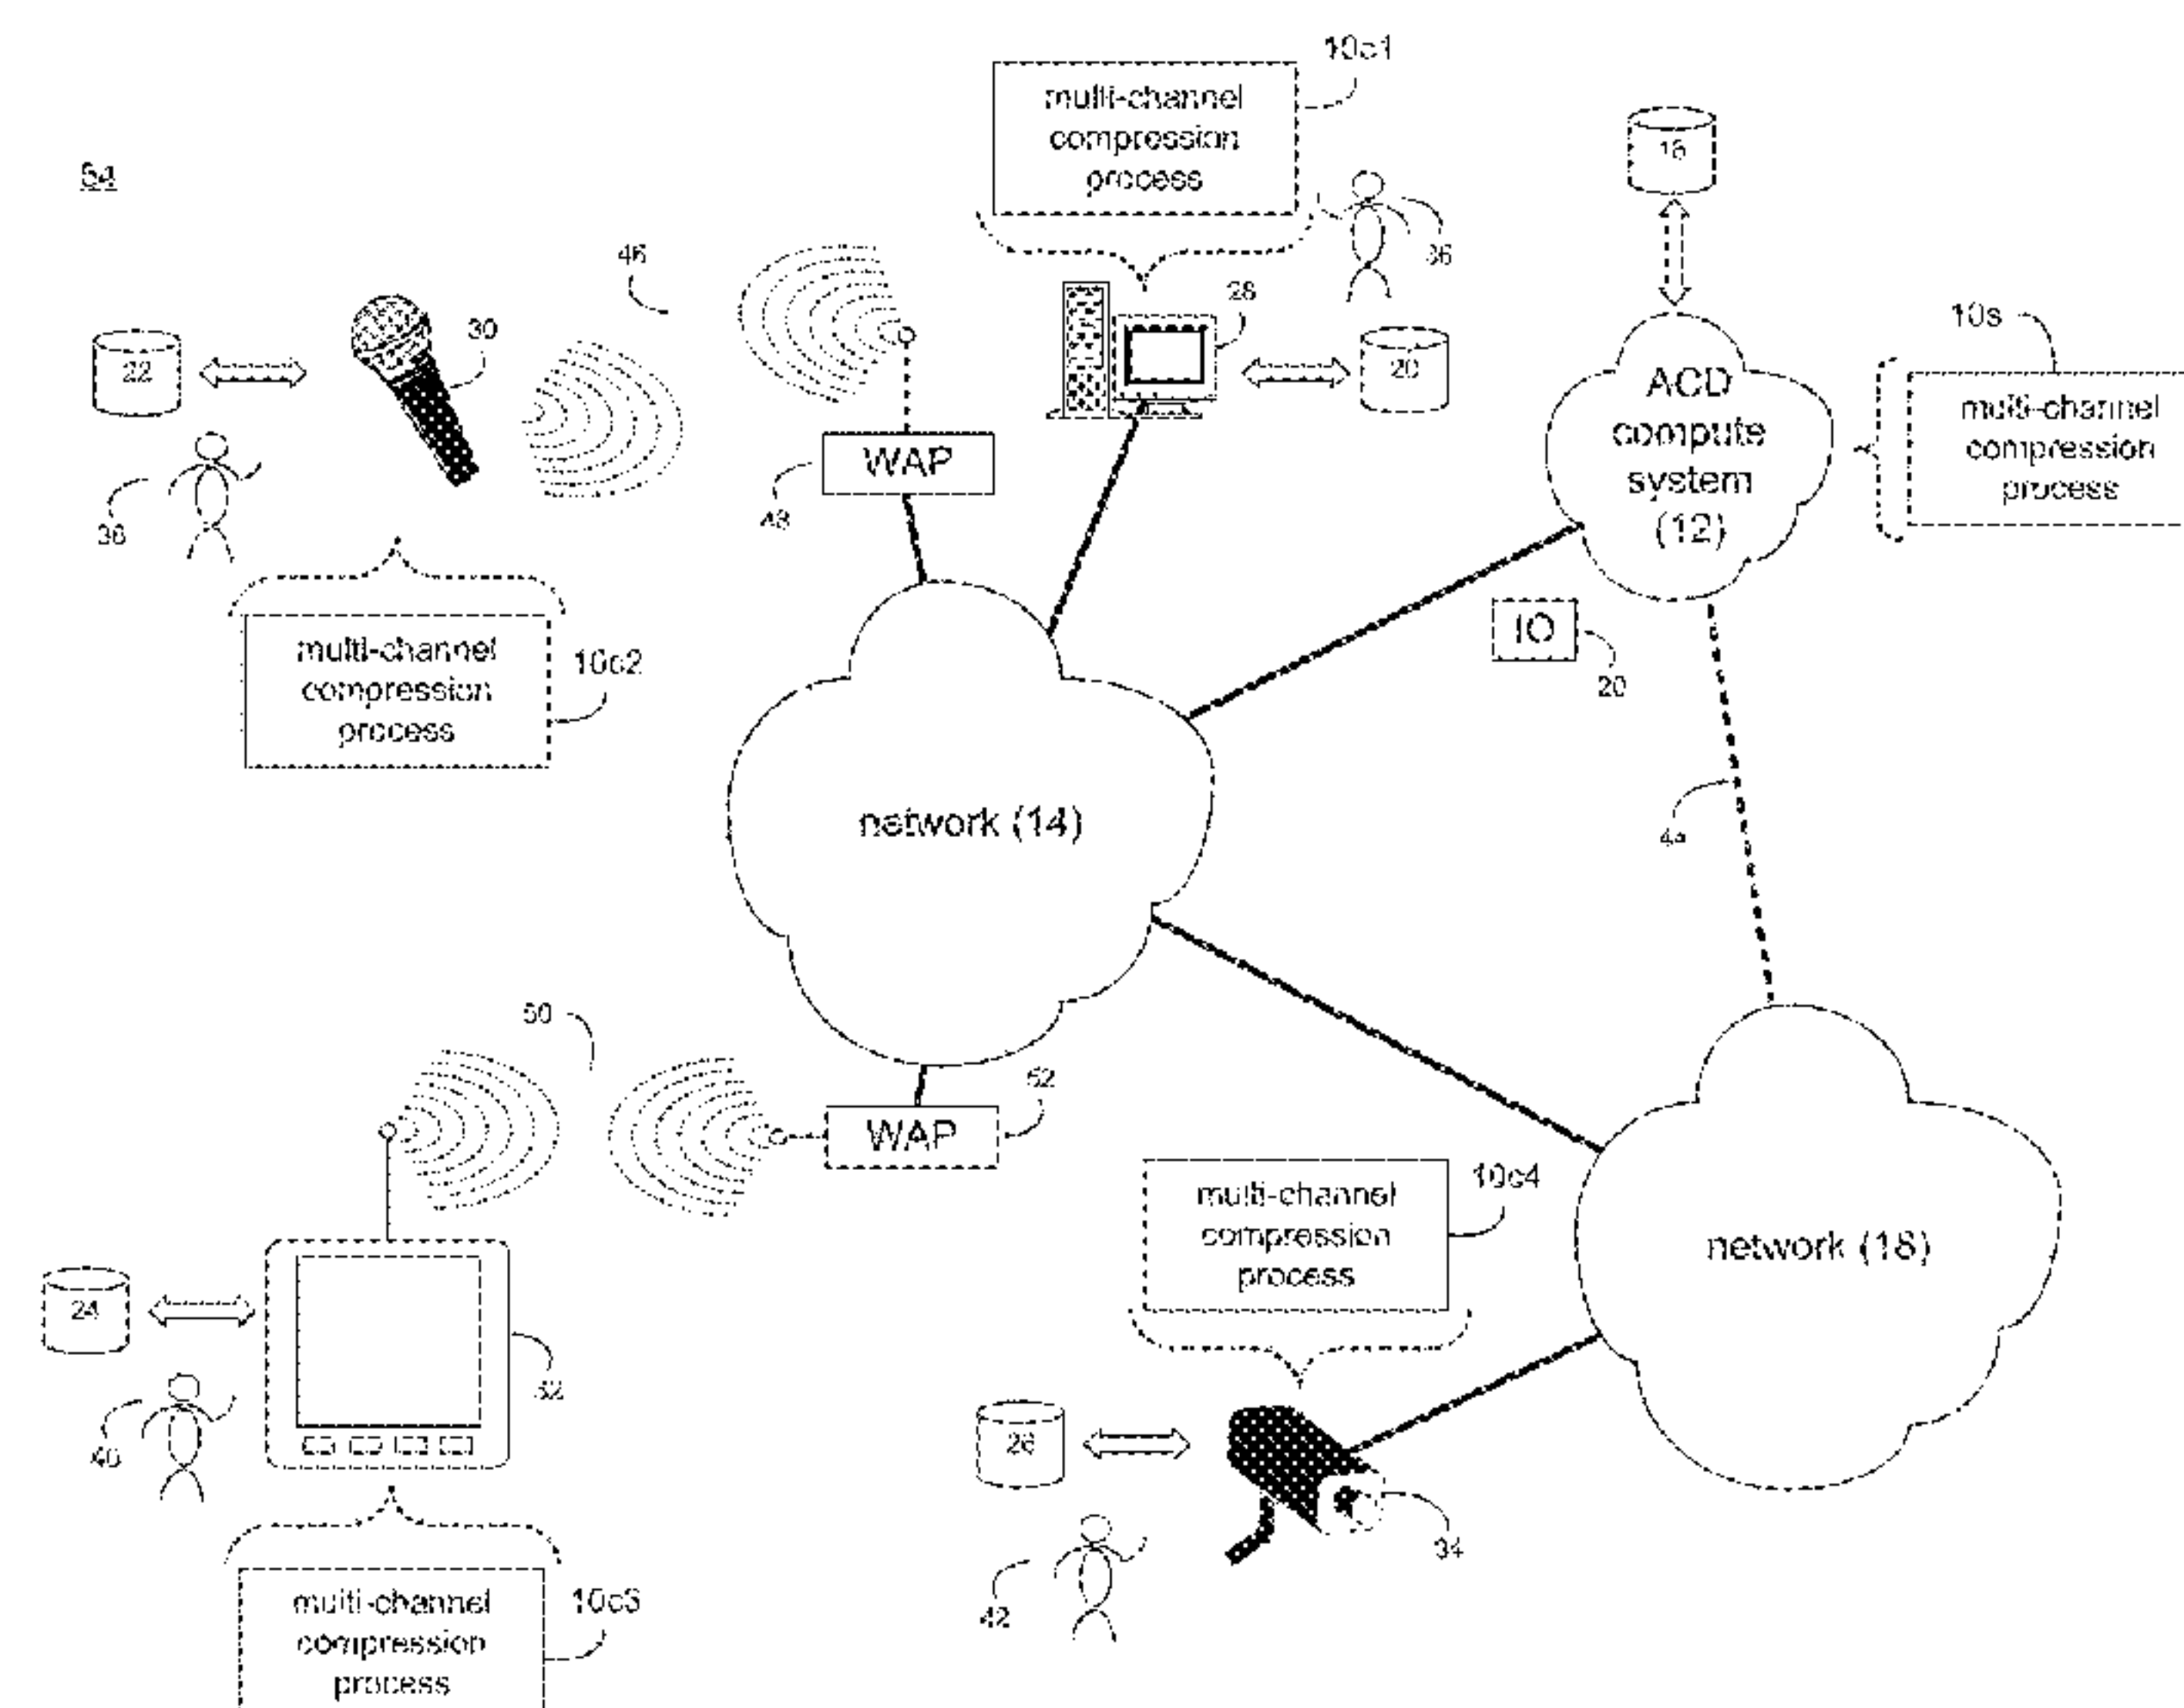 10c1
multi-channel
compression
process
16
54
36
46
28
10s
30
22
20
ACD
compute
system
(12)
multi-channel
compression
process
WAP
48
38
IO
20
multi-channel
compression
process
10c2
network (14)
44
50
52
WAP
multi-channel
compression
process
10c4
network (18)
24
32
40
26
34
42
multi-channel
compression
process
10c3